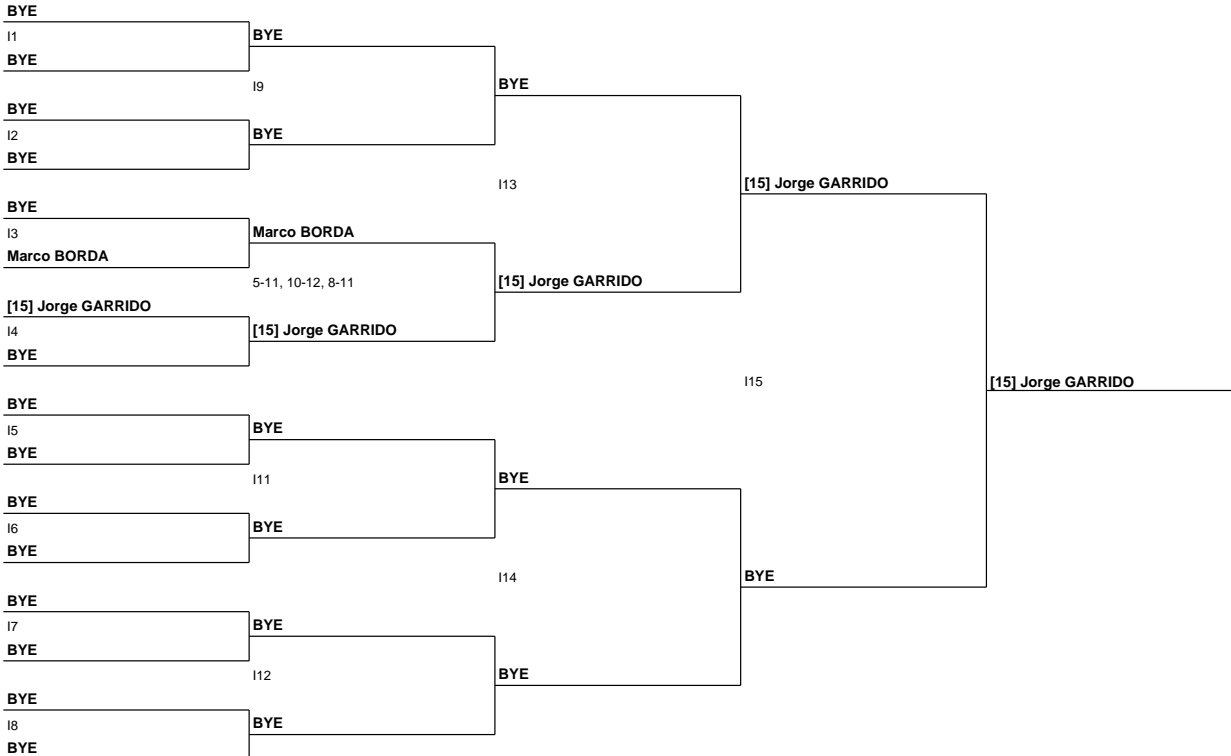 BYE
I1
BYE
BYE
I9
BYE
BYE
I2
BYE
BYE
I13
[15] Jorge GARRIDO
BYE
I3
Marco BORDA
Marco BORDA
5-11, 10-12, 8-11
[15] Jorge GARRIDO
[15] Jorge GARRIDO
I4
[15] Jorge GARRIDO
BYE
I15
[15] Jorge GARRIDO
BYE
I5
BYE
BYE
I11
BYE
BYE
I6
BYE
BYE
I14
BYE
BYE
I7
BYE
BYE
I12
BYE
BYE
I8
BYE
BYE